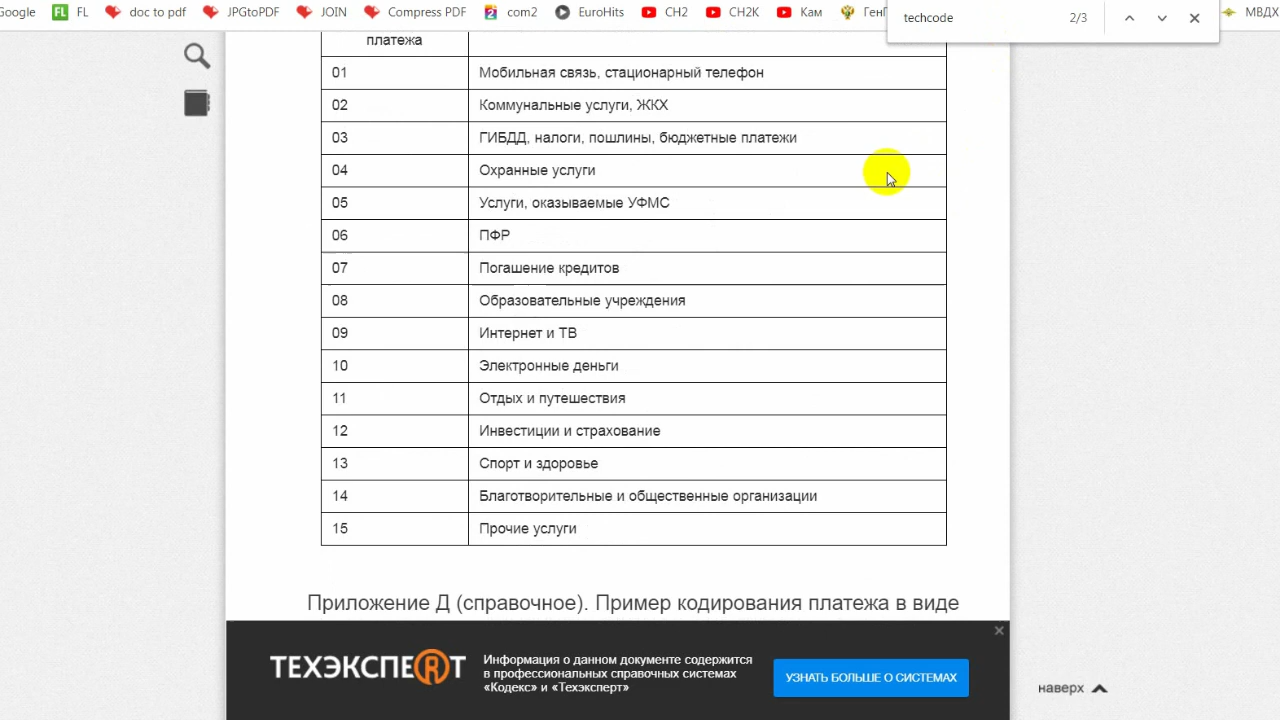 Google FL FL doc to pdf JPGtoPDF JOIN Compress PDF com2 EuroHits CH2 CH2K Кам МВДХ
techcode 2/3
платежа
01 Мобильная связь, стационарный телефон
02 Коммунальные услуги, ЖКХ
03 ГИБДД, налоги, пошлины, бюджетные платежи
04 Охранные услуги
05 Услуги, оказываемые УФМС
06 ПФР
07 Погашение кредитов
08 Образовательные учреждения
09 Интернет и ТВ
10 Электронные деньги
11 Отдых и путешествия
12 Инвестиции и страхование
13 Спорт и здоровье
14 Благотворительные и общественные организации
15 Прочие услуги
Приложение Д (справочное). Пример кодирования платежа в виде
ТЕХЭКСПЕRТ
Информация о данном документе содержится
в профессиональных справочных системах
«Кодекс» и «Техэксперт»
УЗНАТЬ БОЛЬШЕ О СИСТЕМАХ
наверх